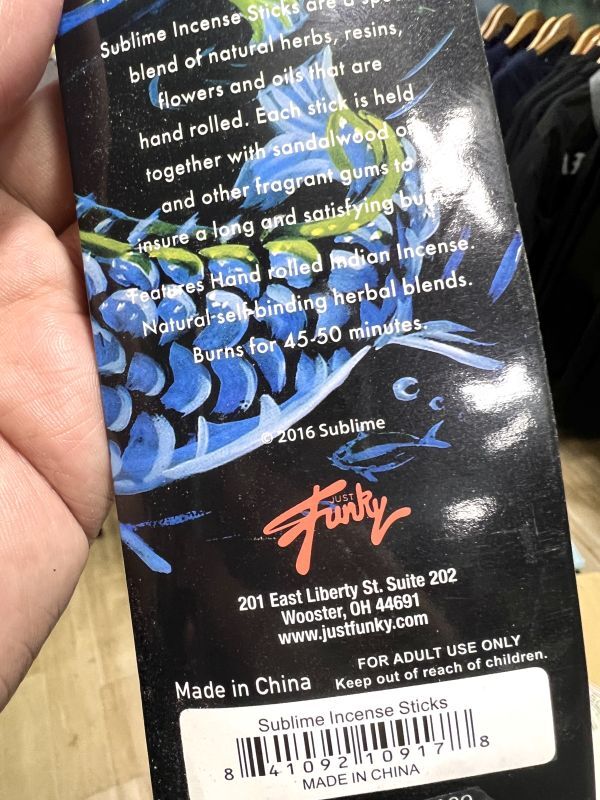 Sublime Incense Sticks are a
blend of natural herbs, resins,
flowers and oils that are
hand rolled. Each stick is held
together with sandalwood
and other fragrant gums to
insure a long and satisfying
Features Hand rolled Indian Incense.
Natural self-binding herbal blends.
Burns for 45-50 minutes.
© 2016 Sublime
JUST
Funky
201 East Liberty St. Suite 202
Wooster, OH 44691
www.justfunky.com
FOR ADULT USE ONLY
Made in China Keep out of reach of children.
Sublime Incense Sticks
8 41092 10917 8
MADE IN CHINA